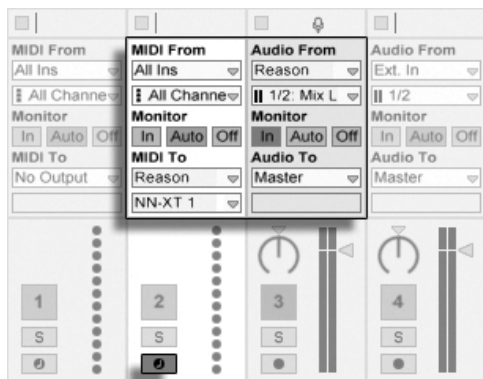 MIDI From
All Ins
All Channe
Monitor
In Auto Off
MIDI To
No Output
1
S
MIDI From
All Ins
All Channe
Monitor
In Auto Off
MIDI To
Reason
NN-XT 1
2
S
Audio From
Reason
1/2: Mix L
Monitor
In Auto Off
Audio To
Master
3
S
Audio From
Ext. In
1/2
Monitor
In Auto Off
Audio To
Master
4
S